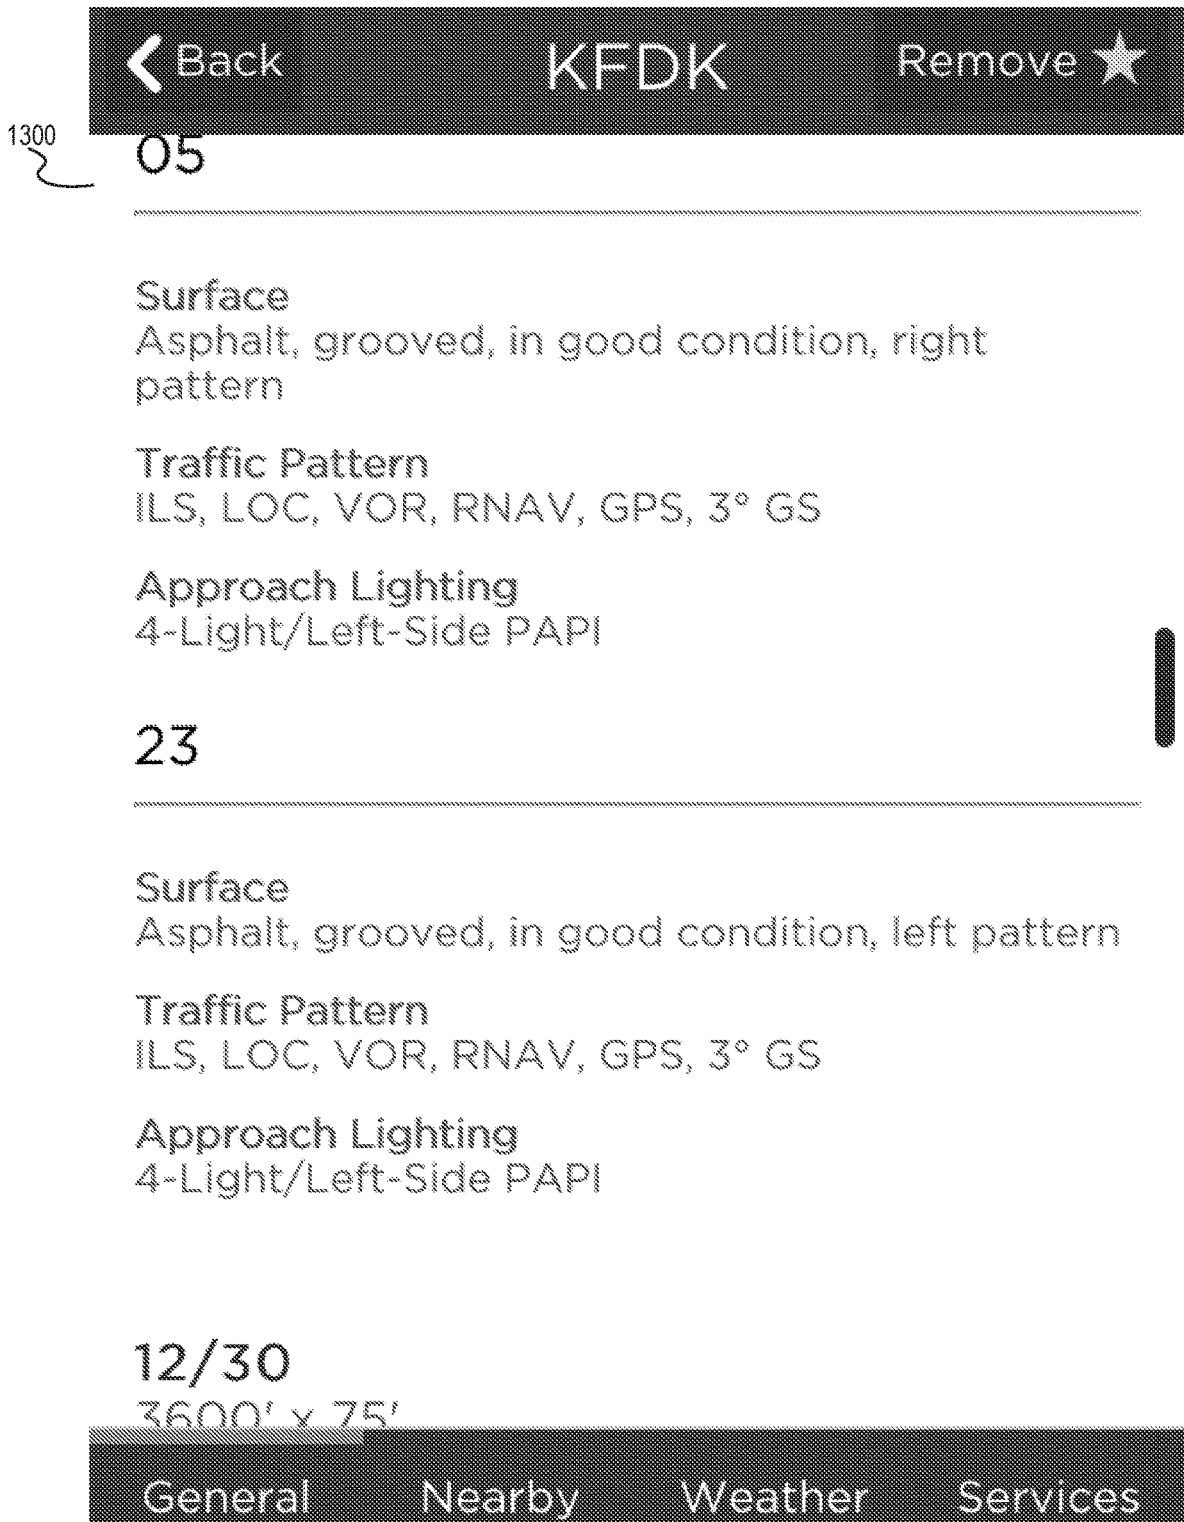 Back KFDK Remove
1300
05
Surface
Asphalt, grooved, in good condition, right
pattern
Traffic Pattern
ILS, LOC, VOR, RNAV, GPS, 3° GS
Approach Lighting
4-Light/Left-Side PAPI
23
Surface
Asphalt, grooved, in good condition, left pattern
Traffic Pattern
ILS, LOC, VOR, RNAV, GPS, 3° GS
Approach Lighting
4-Light/Left-Side PAPI
12/30
3600' x 75'
General Nearby Weather Services